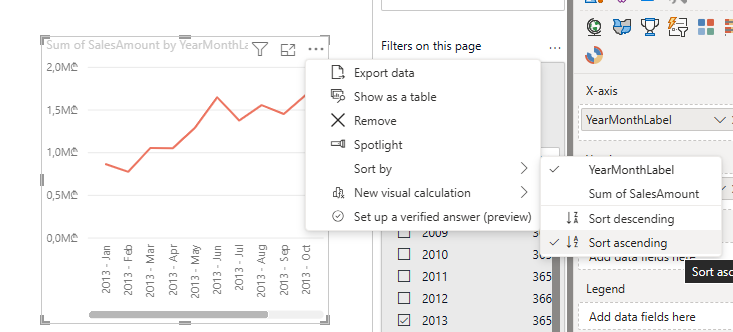 Sum of SalesAmount by YearMonthLa
2,0M₾
1,5M₾
1,0M₾
0,5M₾
0,0M₾
2013 - Jan
2013 - Feb
2013 - Mar
2013 - Apr
2013 - May
2013 - Jun
2013 - Jul
2013 - Aug
2013 - Sep
2013 - Oct
Filters on this page
...
Export data
Show as a table
Remove
Spotlight
Sort by
New visual calculation
Set up a verified answer (preview)
YearMonthLabel
Sum of SalesAmount
Sort descending
Sort ascending
Sort asc
2009
2010 365
2011 365
2012 366
2013 365
X-axis
YearMonthLabel
Add data fields here
Legend
Add data fields here